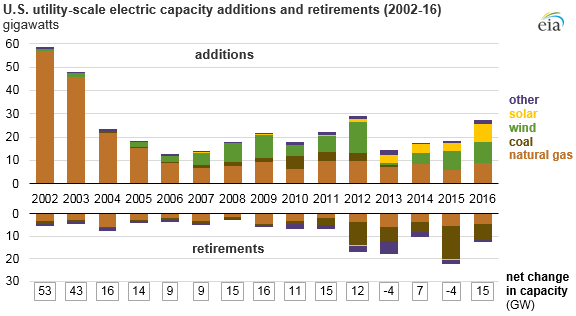 U.S. utility-scale electric capacity additions and retirements (2002-16)
gigawatts
eia
60
50
40
30
20
10
0
additions
other
solar
wind
coal
natural gas
2002 2003 2004 2005 2006 2007 2008 2009 2010 2011 2012 2013 2014 2015 2016
0
10
20
30
retirements
53 43 16 14 9 9 15 16 11 15 12 -4 7 -4 15
net change
in capacity
(GW)